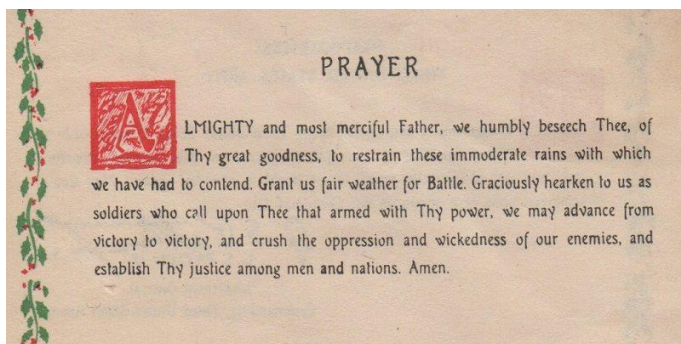 PRAYER
ALMIGHTY and most merciful Father, we humbly beseech Thee, of
Thy great goodness, to restrain these immoderate rains with which
we have had to contend. Grant us fair weather for Battle. Graciously hearken to us as
soldiers who call upon Thee that armed with Thy power, we may advance from
victory to victory, and crush the oppression and wickedness of our enemies, and
establish Thy justice among men and nations. Amen.